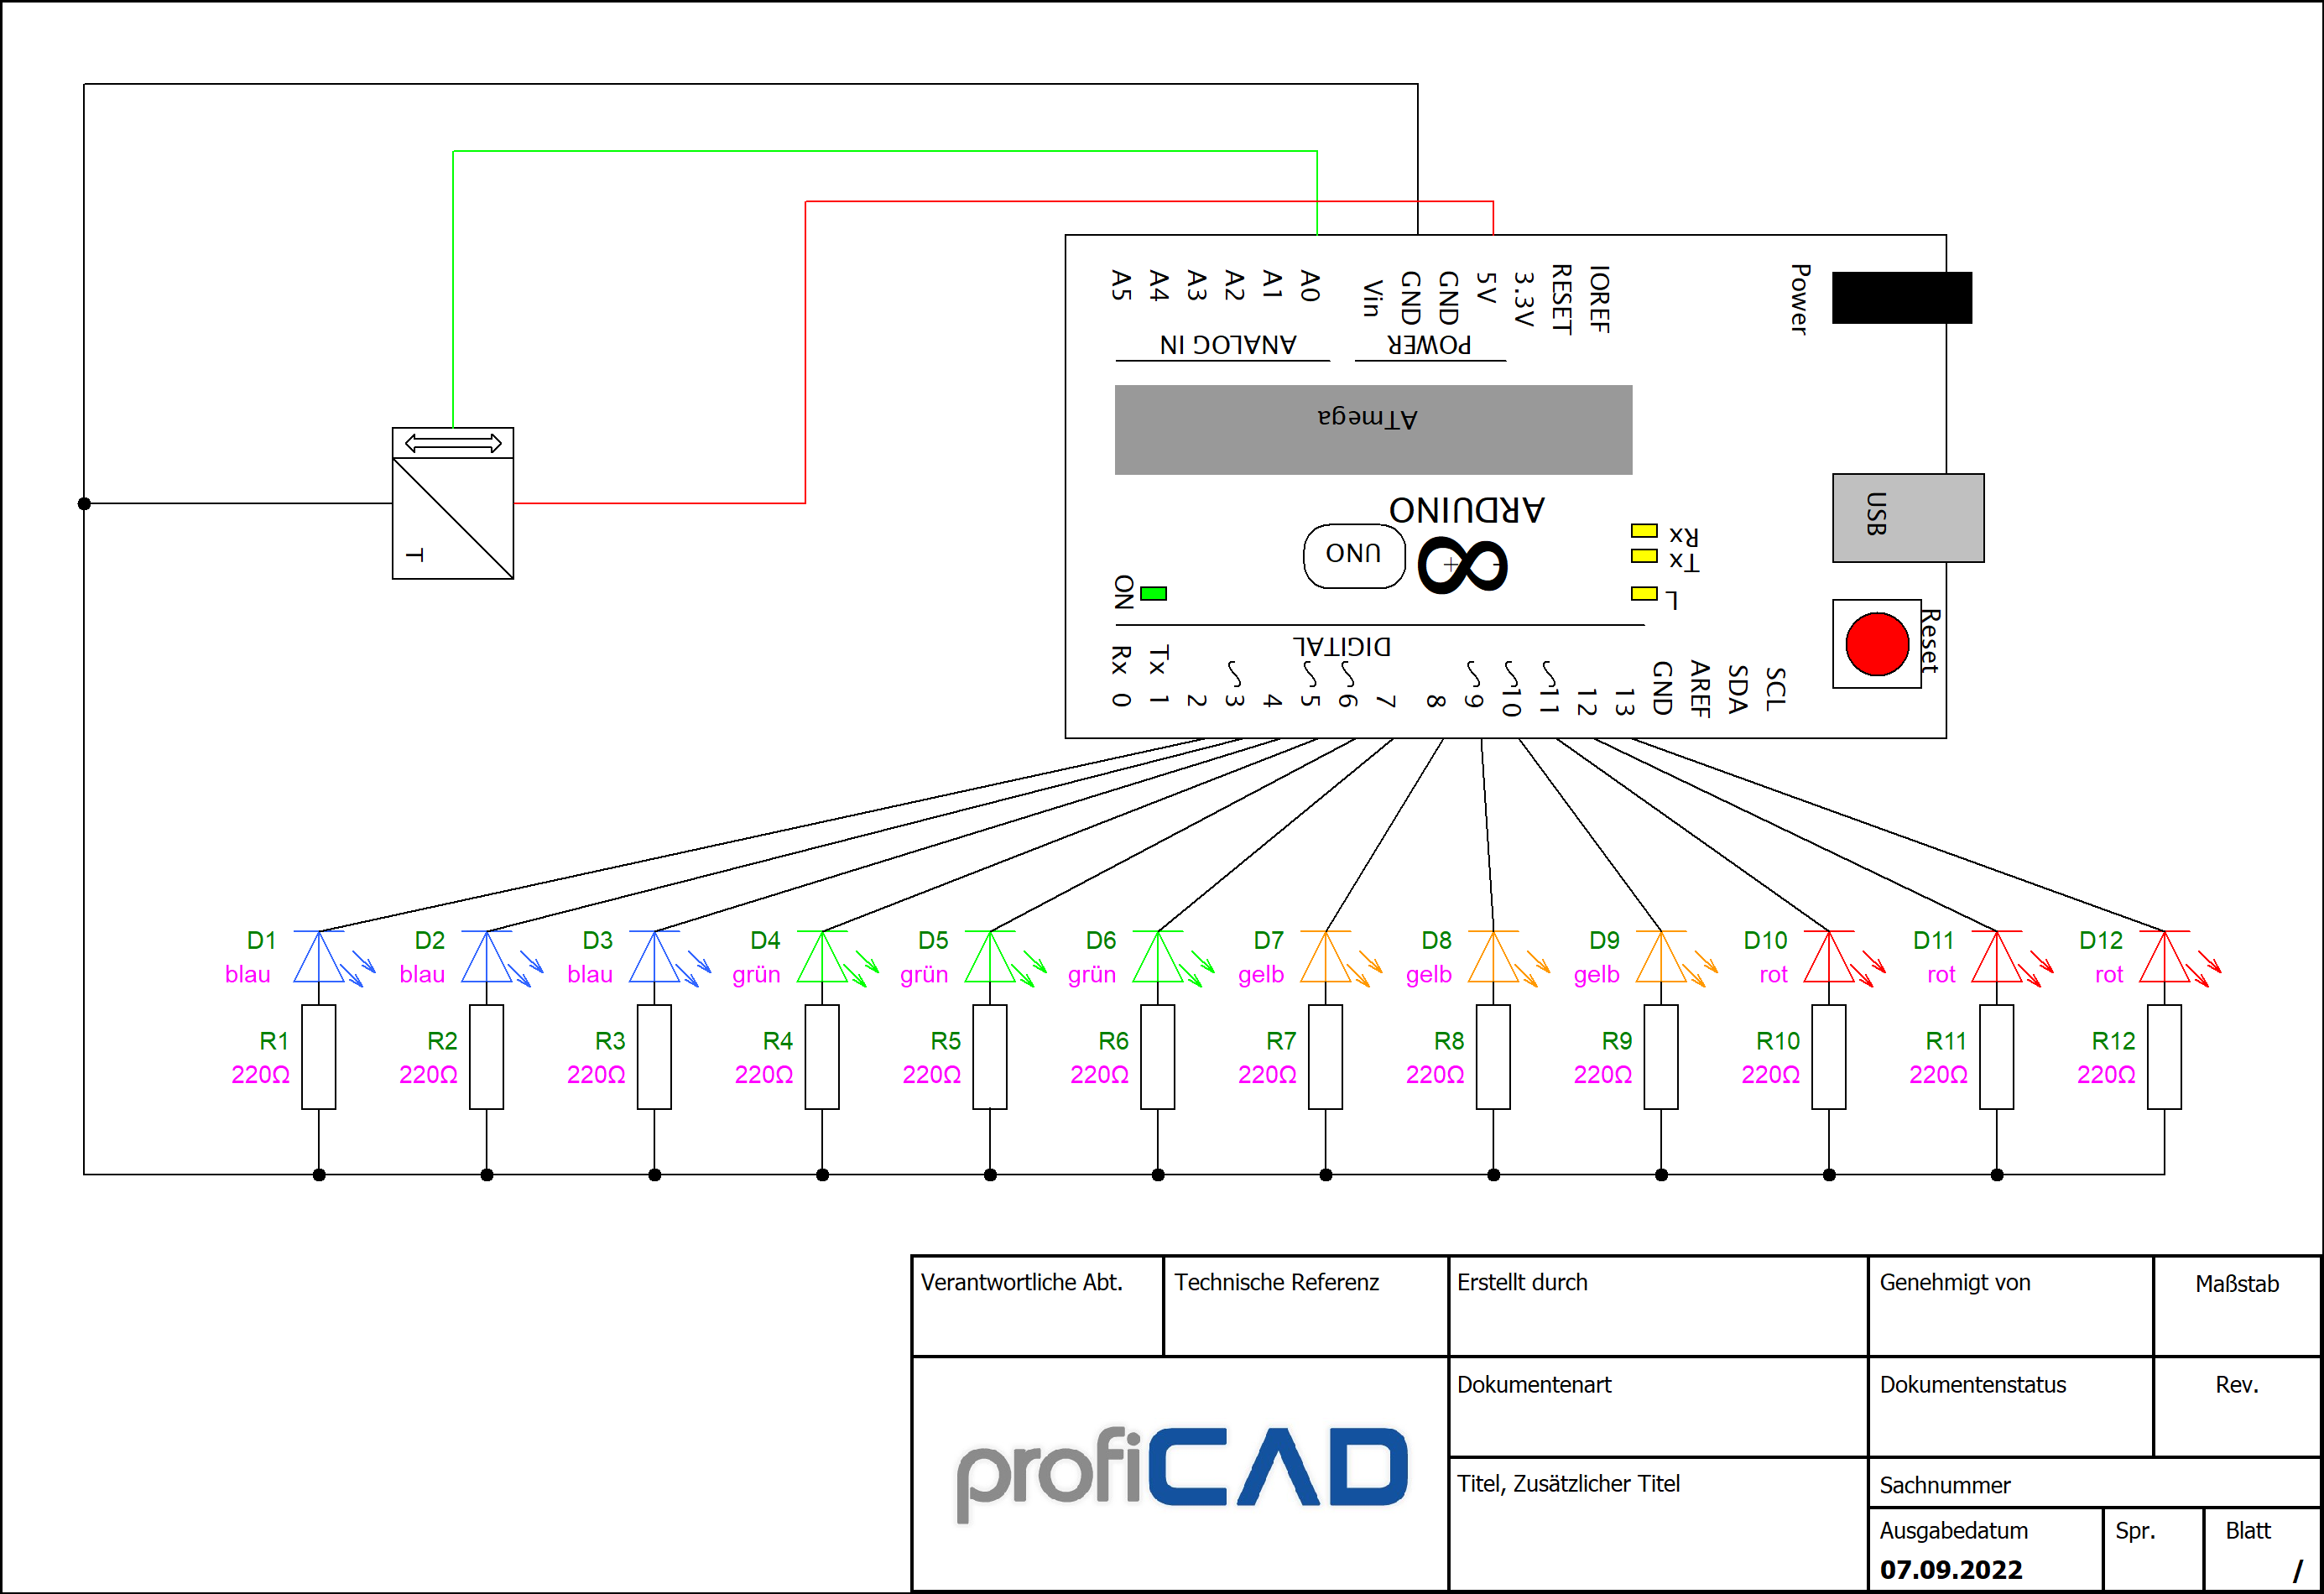 A5 A4 A3 A2 A1 A0 Vin GND GND 5V 3.3V RESET IOREF Power
ANALOG IN POWER
ATmega
T
ARDUINO
UNO
USB
Rx
Tx
ON L
Reset
DIGITAL
Rx Tx
0 1 2 ~3 4 ~5 ~6 7 8 ~9 ~10 ~11 12 13 GND AREF SDA SCL
D1 D2 D3 D4 D5 D6 D7 D8 D9 D10 D11 D12
blau blau blau grün grün grün gelb gelb gelb rot rot rot
R1 R2 R3 R4 R5 R6 R7 R8 R9 R10 R11 R12
220Ω 220Ω 220Ω 220Ω 220Ω 220Ω 220Ω 220Ω 220Ω 220Ω 220Ω 220Ω
Verantwortliche Abt. Technische Referenz Erstellt durch Genehmigt von Maßstab
Dokumentenart Dokumentenstatus Rev.
profiCAD
Titel, Zusätzlicher Titel Sachnummer
Ausgabedatum Spr. Blatt
07.09.2022 /